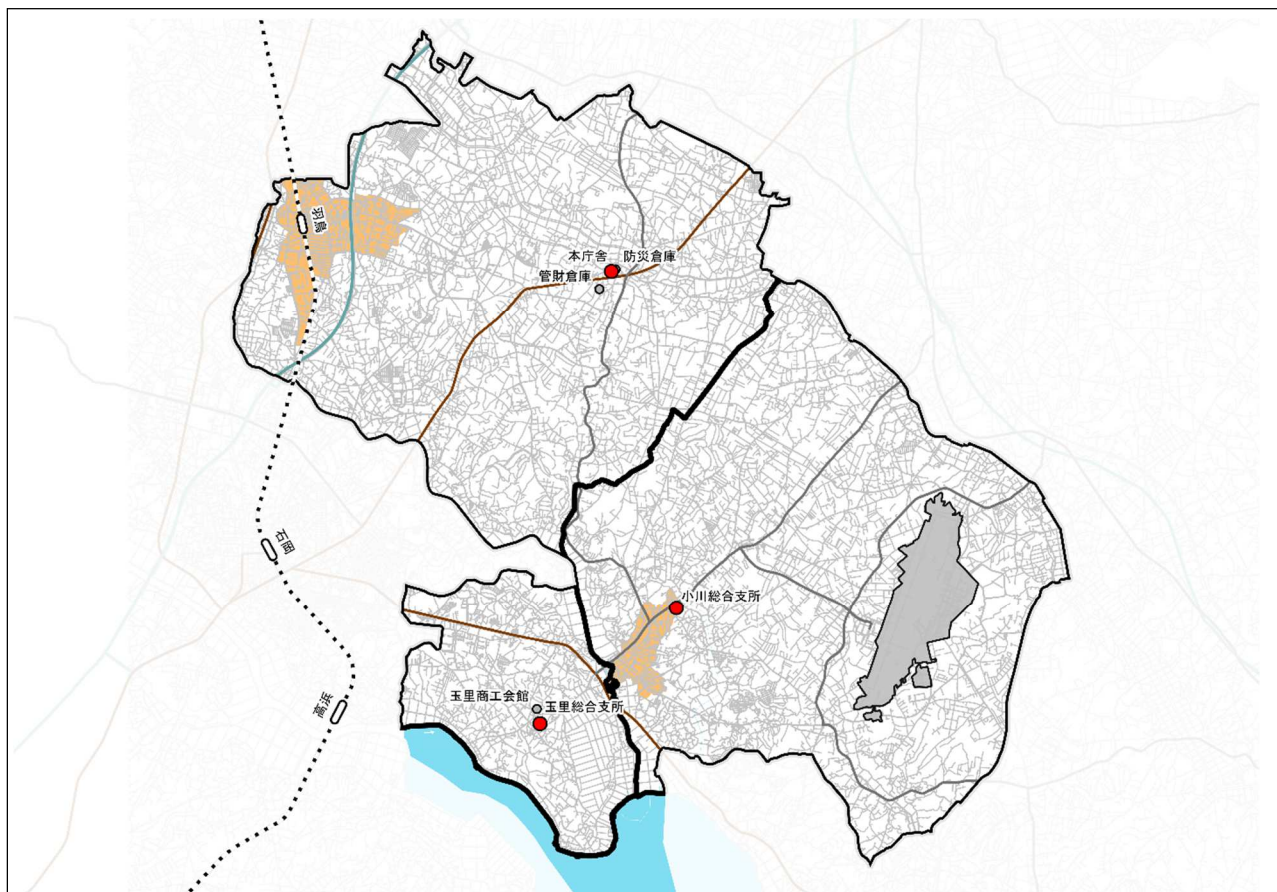 羽鳥
本庁舎
防災倉庫
管財倉庫
石岡
小川総合支所
玉里商工会館
玉里総合支所
高浜